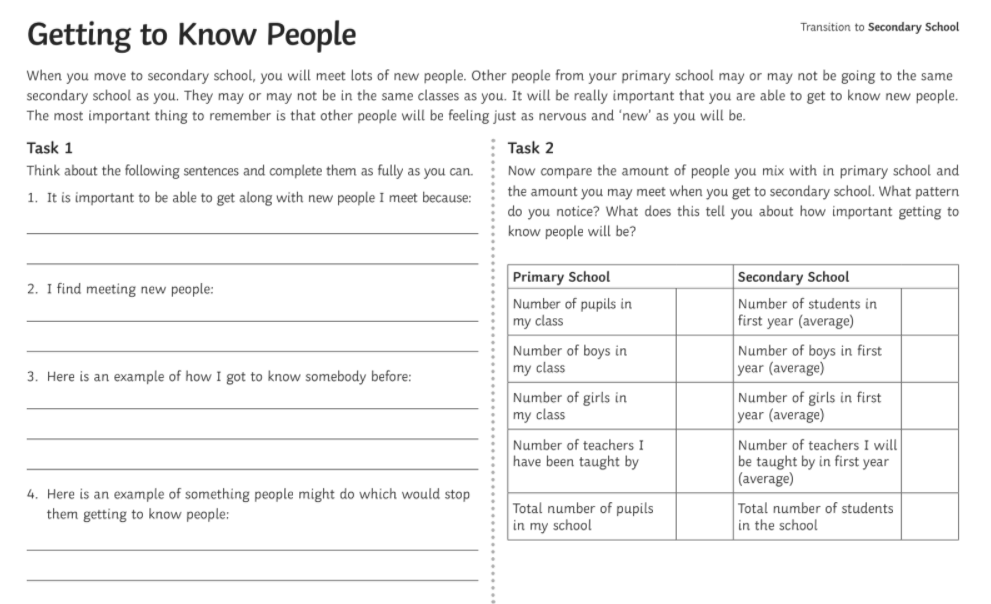 Getting to Know People
Transition to Secondary School
When you move to secondary school, you will meet lots of new people. Other people from your primary school may or may not be going to the same
secondary school as you. They may or may not be in the same classes as you. It will be really important that you are able to get to know new people.
The most important thing to remember is that other people will be feeling just as nervous and ‘new’ as you will be.
Task 1
Think about the following sentences and complete them as fully as you can.
1. It is important to be able to get along with new people I meet because:
2. I find meeting new people:
3. Here is an example of how I got to know somebody before:
4. Here is an example of something people might do which would stop
them getting to know people:
Task 2
Now compare the amount of people you mix with in primary school and
the amount you may meet when you get to secondary school. What pattern
do you notice? What does this tell you about how important getting to
know people will be?
Primary School
Secondary School
Number of pupils in
my class
Number of students in
first year (average)
Number of boys in
my class
Number of boys in first
year (average)
Number of girls in
my class
Number of girls in first
year (average)
Number of teachers I
have been taught by
Number of teachers I will
be taught by in first year
(average)
Total number of pupils
in my school
Total number of students
in the school